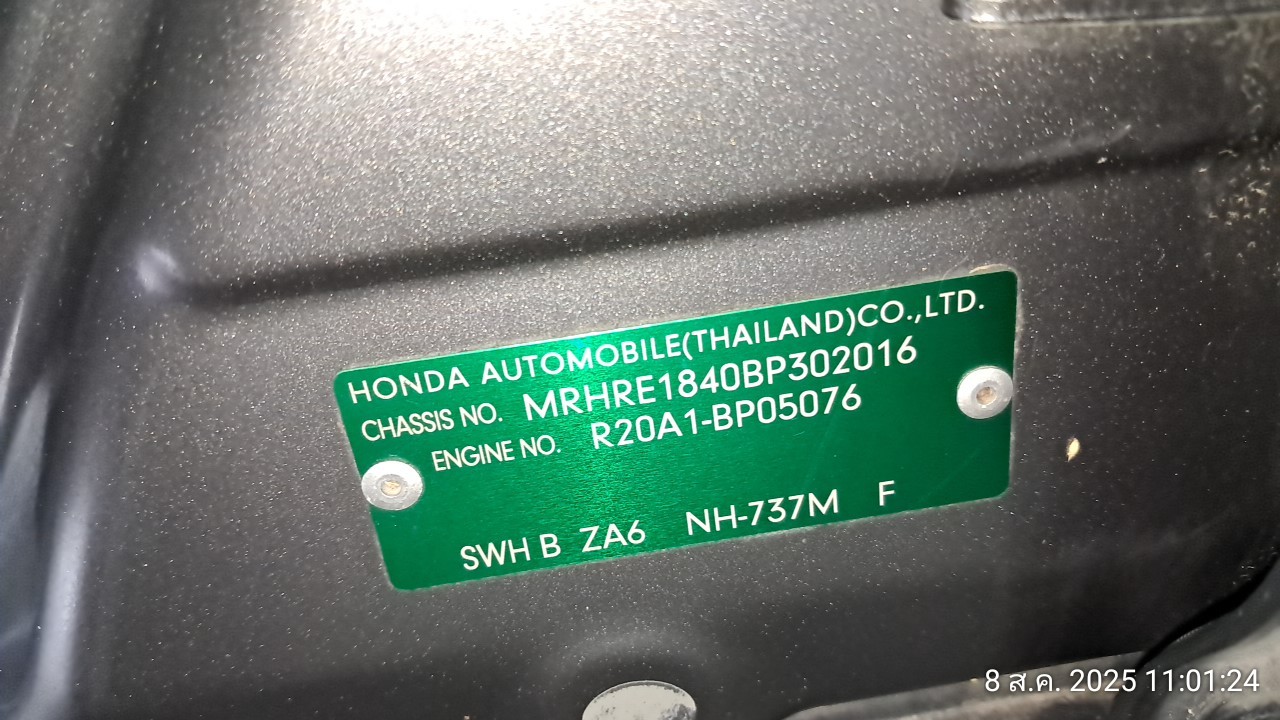 HONDA AUTOMOBILE(THAILAND)CO.,LTD.
CHASSIS NO. MRHRE1840BP302016
ENGINE NO. R20A1-BP05076
SWH B ZA6 NH-737M F
8 ส.ค. 2025 11:01:24